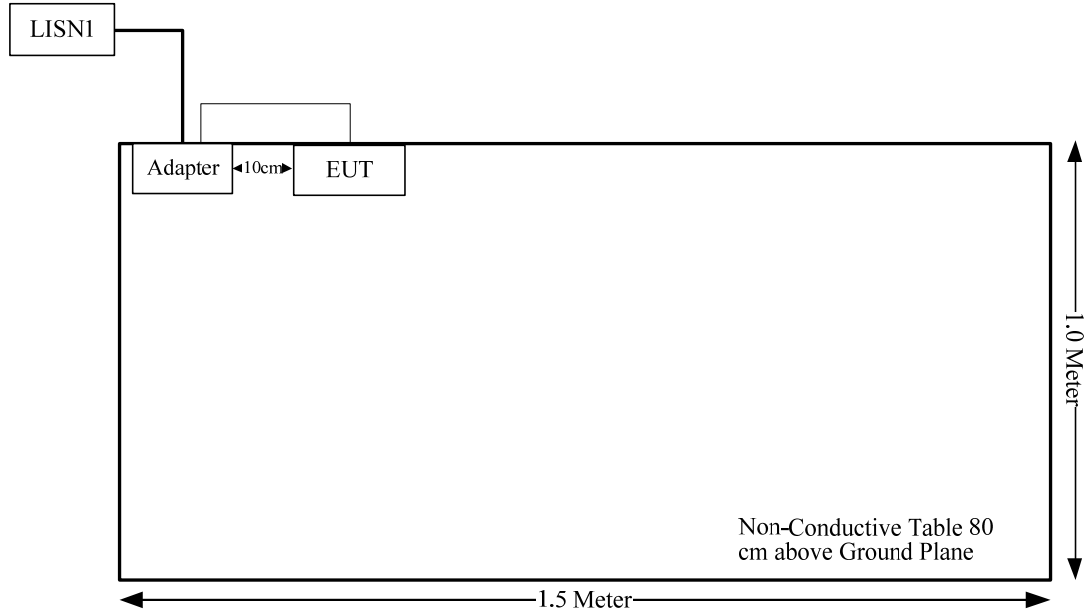 LISN1
Adapter
10cm
EUT
1.0 Meter
Non-Conductive Table 80
cm above Ground Plane
1.5 Meter